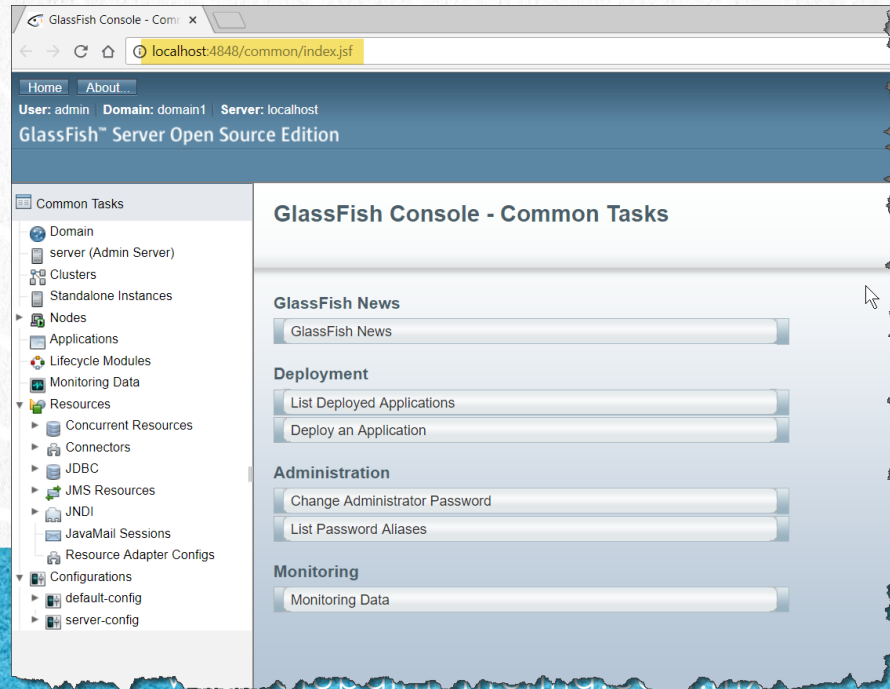 GlassFish Console - Com
localhost:4848/common/index.jsf
Home About...
User: admin Domain: domain1 Server: localhost
GlassFish™ Server Open Source Edition
Common Tasks
Domain
server (Admin Server)
Clusters
Standalone Instances
Nodes
Applications
Lifecycle Modules
Monitoring Data
Resources
Concurrent Resources
Connectors
JDBC
JMS Resources
JNDI
JavaMail Sessions
Resource Adapter Configs
Configurations
default-config
server-config
GlassFish Console - Common Tasks
GlassFish News
GlassFish News
Deployment
List Deployed Applications
Deploy an Application
Administration
Change Administrator Password
List Password Aliases
Monitoring
Monitoring Data